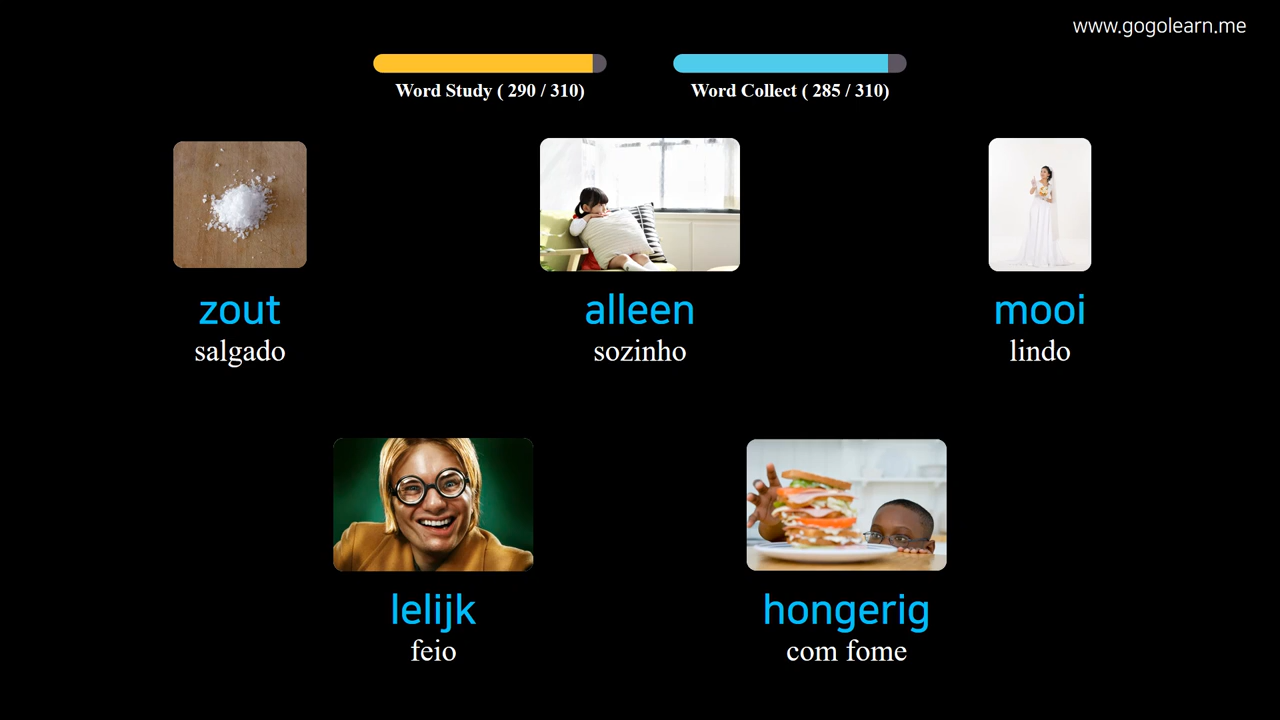 www.gogolearn.me
Word Study ( 290 / 310)
Word Collect ( 285 / 310)
zout
salgado
alleen
sozinho
mooi
lindo
lelijk
feio
hongerig
com fome